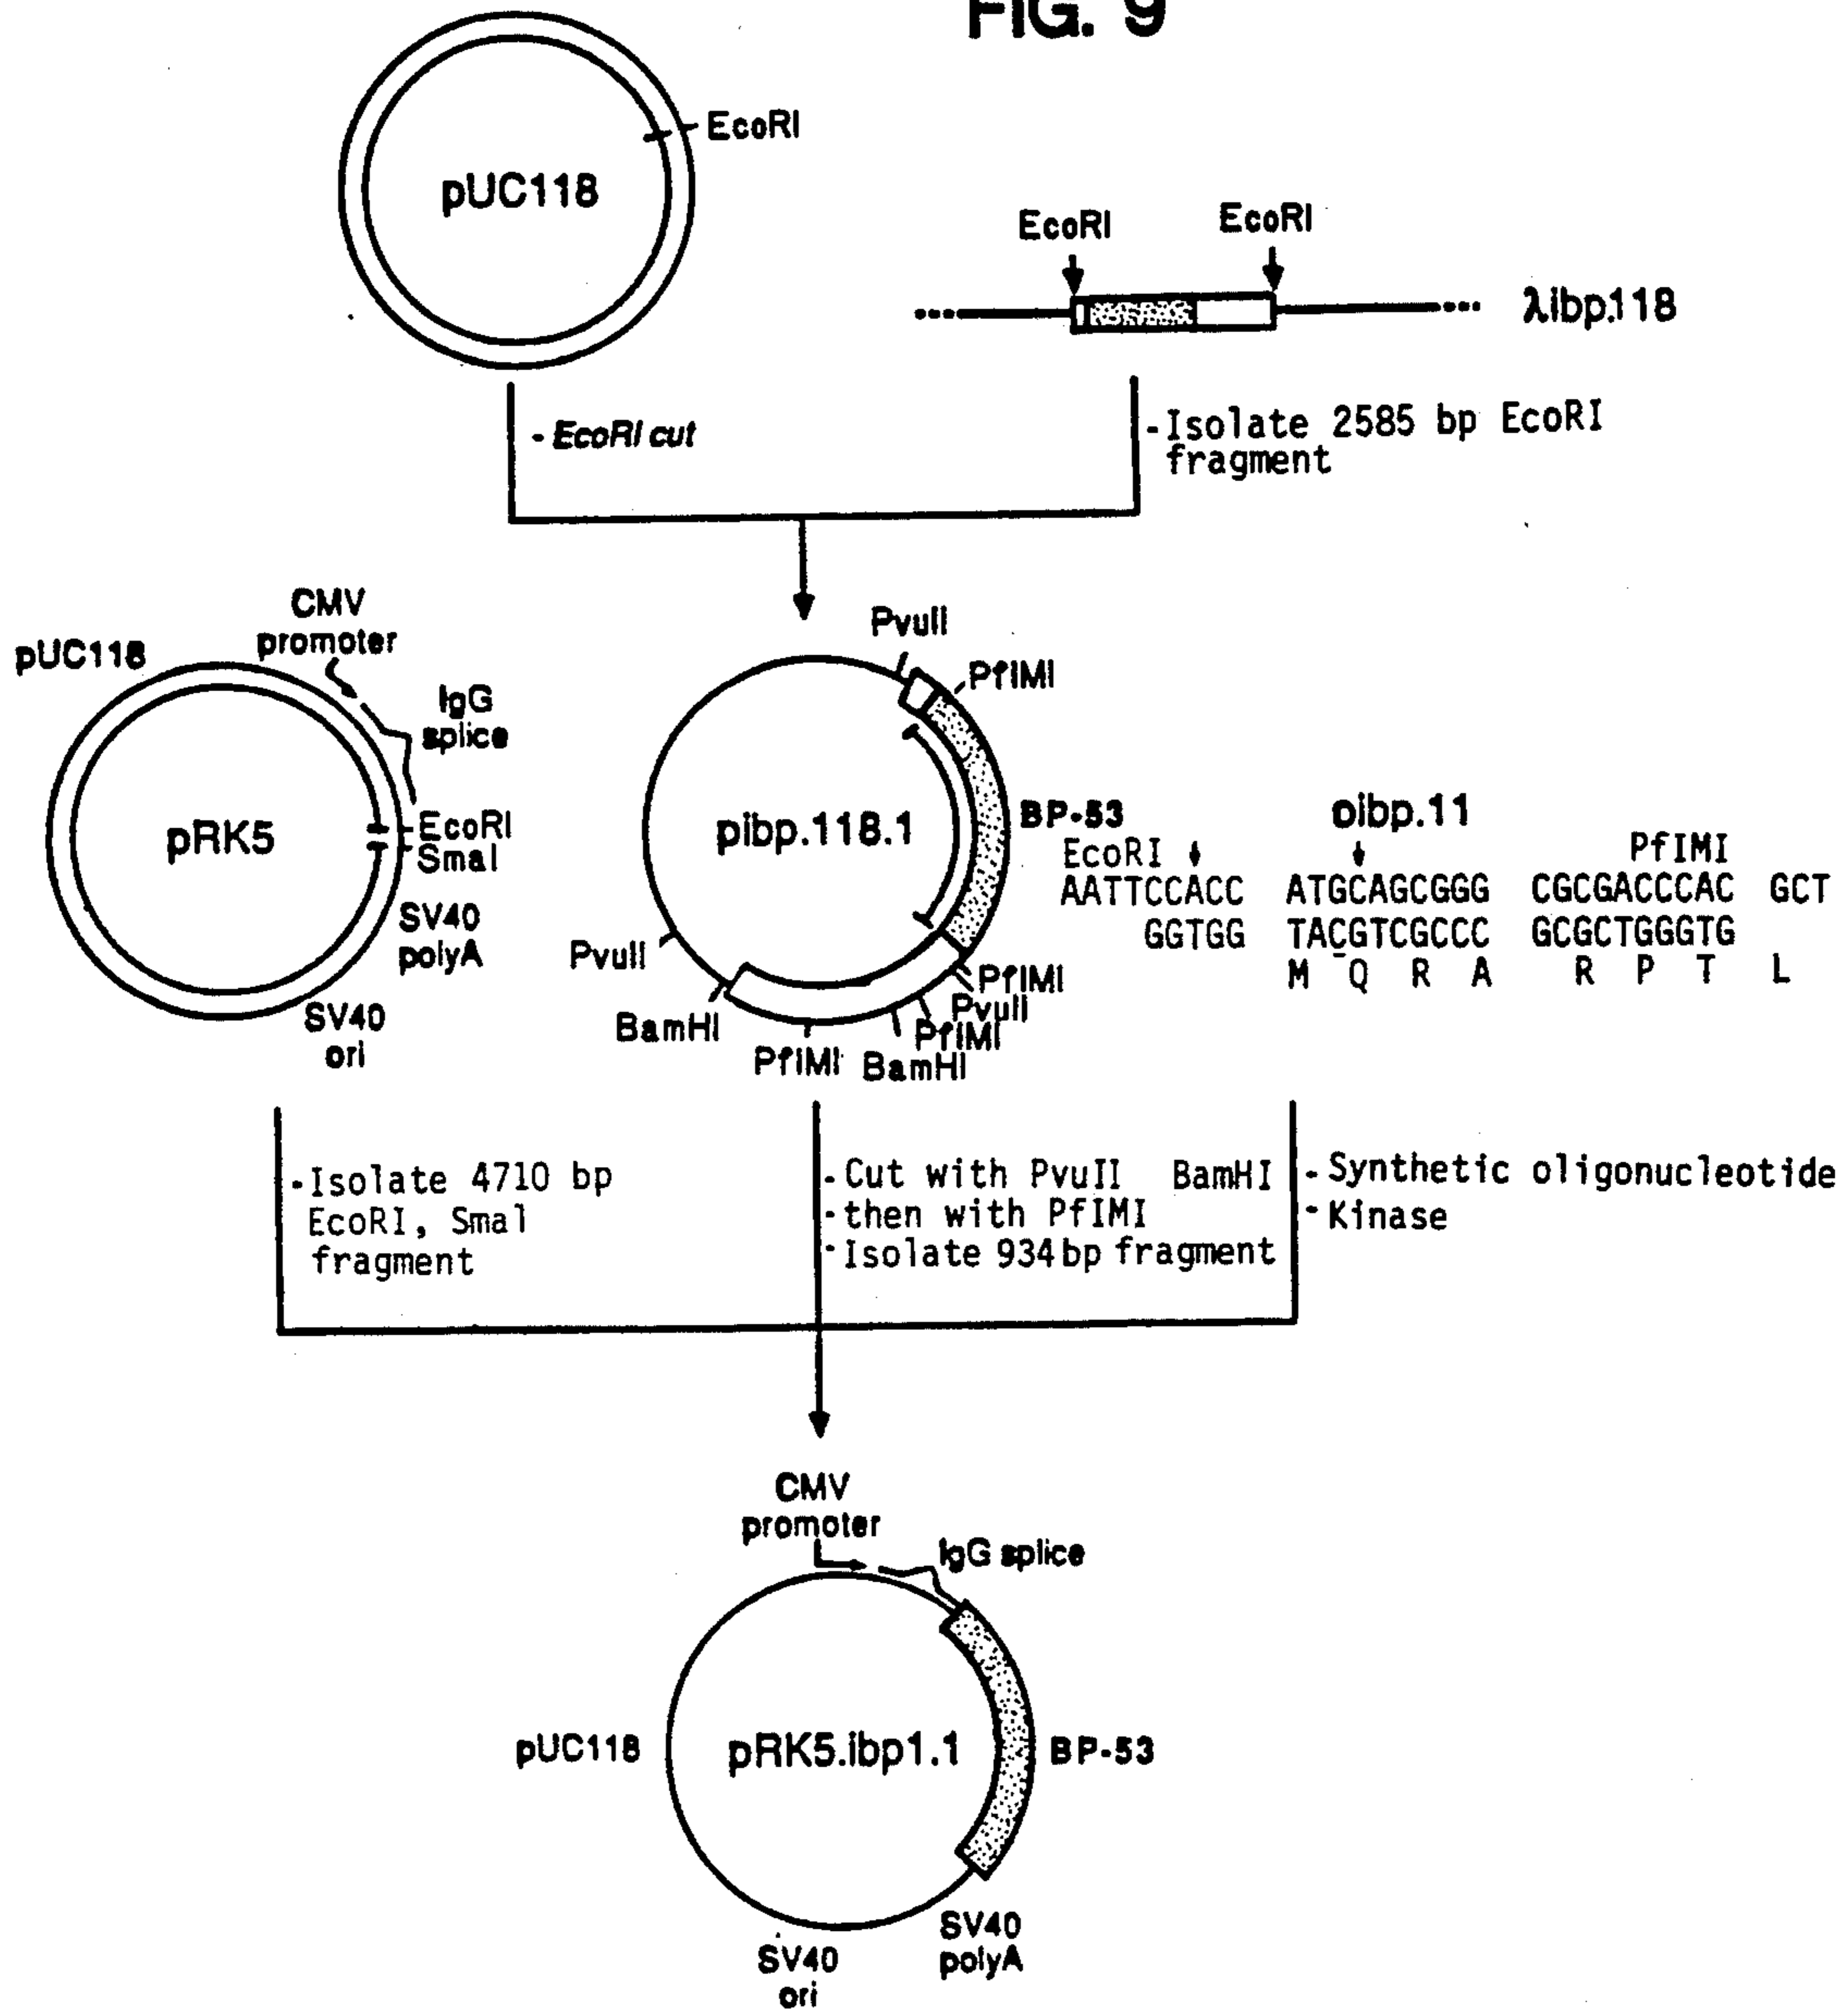 FIG. 9
EcoRI
pUC118
EcoRI
EcoRI
λibp.118
- EcoRI cut
-Isolate 2585 bp EcoRI
fragment
CMV
promoter
pUC118
IgG
splice
pRK5
EcoRI
SmaI
SV40
polyA
SV40
ori
PvuII
PflMI
pibp.118.1
BP-53
PvuII
BamHI
PflMI
BamHI
PflMI
PvuII
PflMI
oibp.11
EcoRI
PfIMI
AATTCCACC ATGCAGCGGG CGCGACCCAC GCT
GGTGG TACGTCGCCC GCGCTGGGTG
M Q R A R P T L
-Isolate 4710 bp
EcoRI, SmaI
fragment
-Cut with PvuII BamHI
-then with PfIMI
-Isolate 934 bp fragment
-Synthetic oligonucleotide
-Kinase
CMV
promoter
IgG splice
pUC118
pRK5.ibp1.1
BP-53
SV40
polyA
SV40
ori